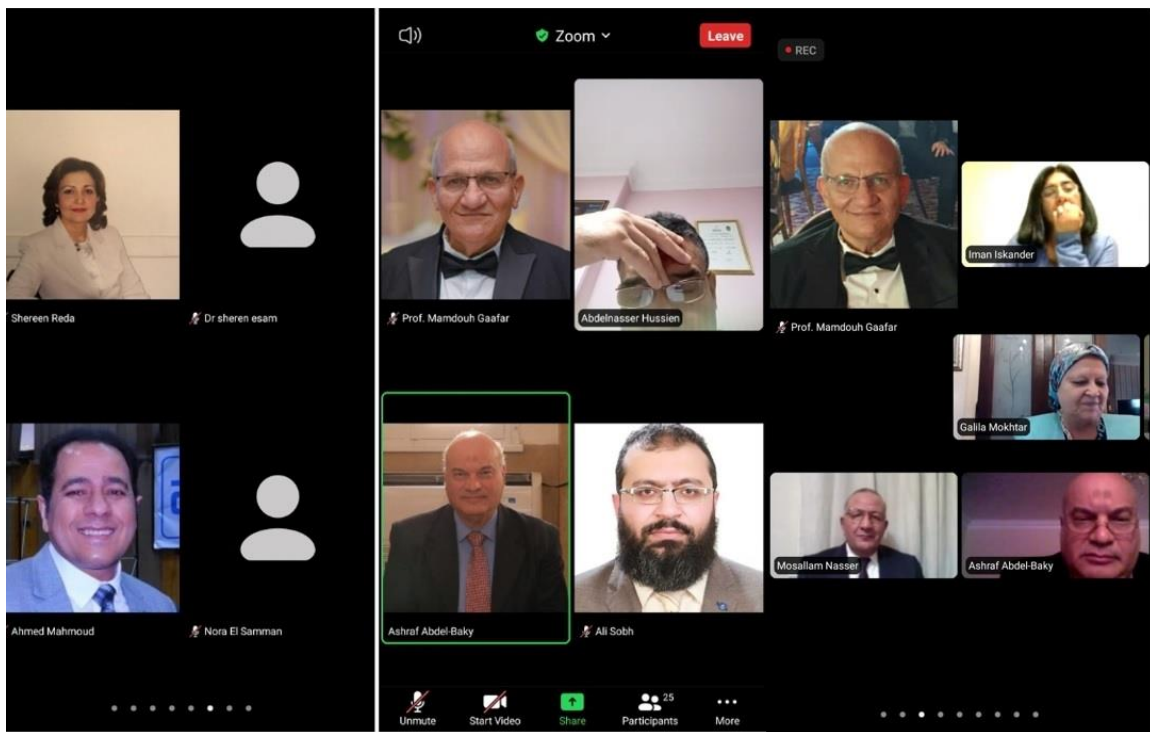 Shereen Reda
Dr sheren esam
Ahmed Mahmoud
Nora El Samman
Zoom
Leave
Prof. Mamdouh Gaafar
Abdelnasser Hussien
Ashraf Abdel-Baky
Ali Sobh
Unmute
Start Video
Share
25
Participants
More
REC
Iman Iskander
Prof. Mamdouh Gaafar
Galila Mokhtar
Mosallam Nasser
Ashraf Abdel-Baky